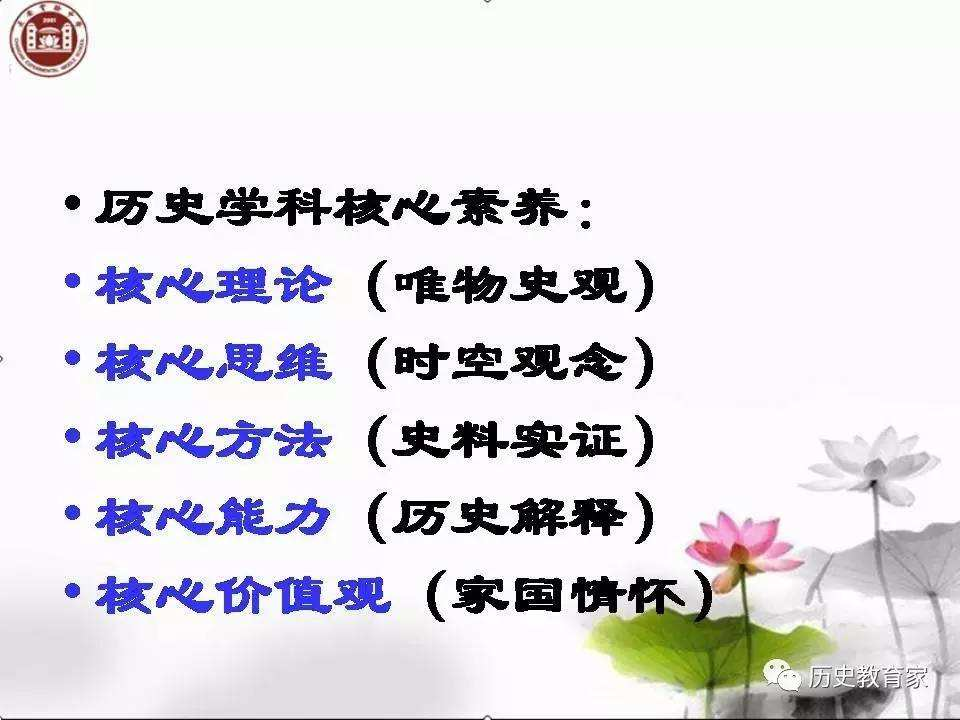 2001
• 历史学科核心素养：
• 核心理论（唯物史观）
• 核心思维（时空观念）
• 核心方法（史料实证）
• 核心能力（历史解释）
• 核心价值观（家国情怀）
历史教育家